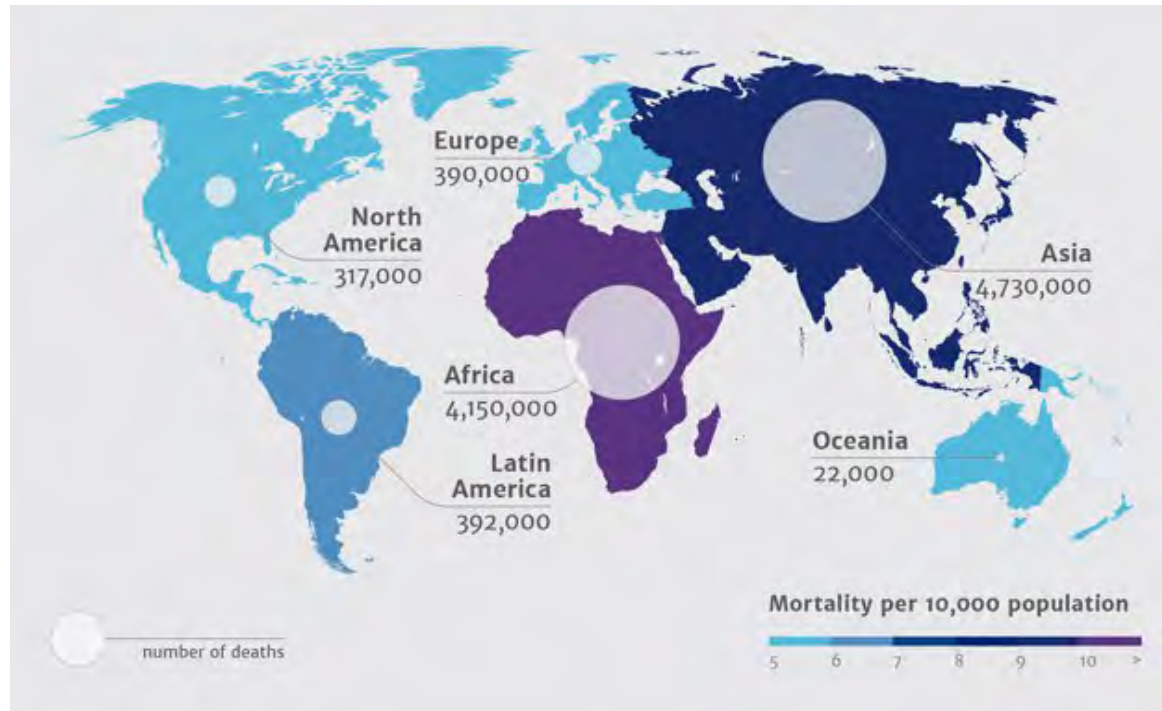 Europe
390,000
North
America
317,000
Asia
4,730,000
Africa
4,150,000
Oceania
22,000
Latin
America
392,000
Mortality per 10,000 population
5 6 7 8 9 10 >
number of deaths